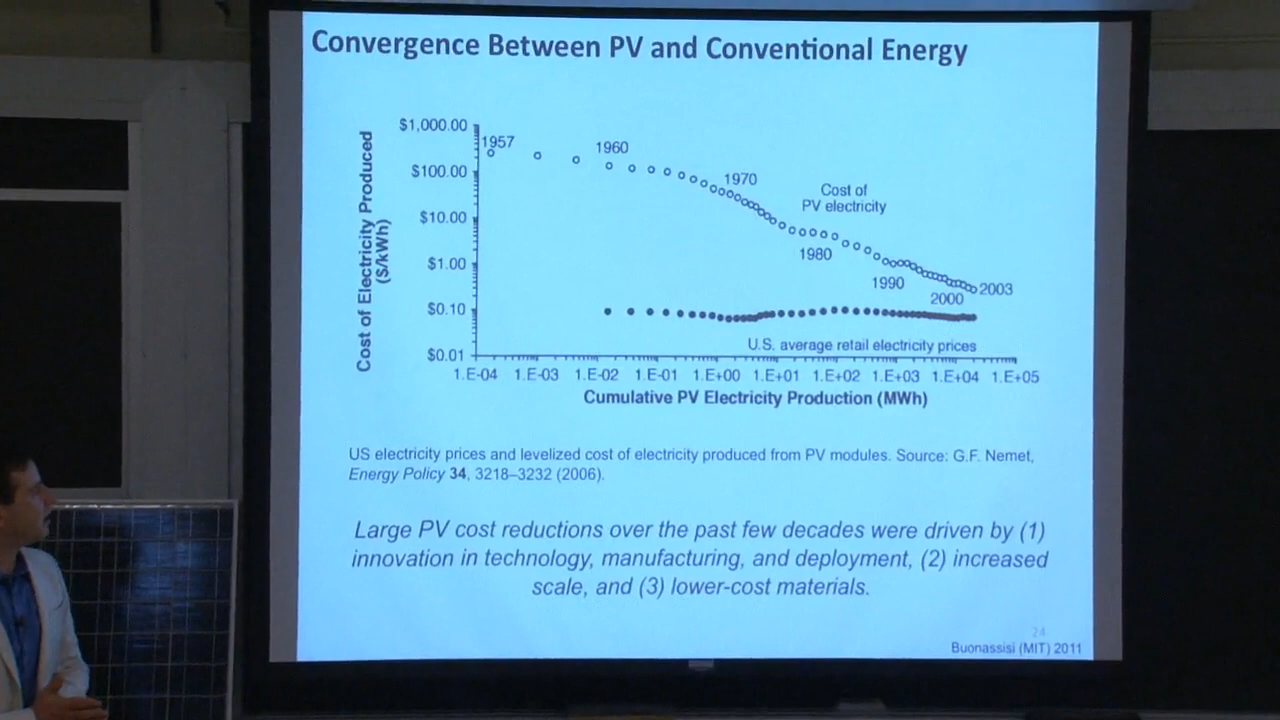 Convergence Between PV and Conventional Energy
Cost of Electricity Produced
($/kWh)
$1,000.00
$100.00
$10.00
$1.00
$0.10
$0.01
1957
1960
1970
Cost of
PV electricity
1980
1990
2000
2003
U.S. average retail electricity prices
1.E-04 1.E-03 1.E-02 1.E-01 1.E+00 1.E+01 1.E+02 1.E+03 1.E+04 1.E+05
Cumulative PV Electricity Production (MWh)
US electricity prices and levelized cost of electricity produced from PV modules. Source: G.F. Nemet,
Energy Policy 34, 3218–3232 (2006).
Large PV cost reductions over the past few decades were driven by (1)
innovation in technology, manufacturing, and deployment, (2) increased
scale, and (3) lower-cost materials.
24
Buonassisi (MIT) 2011